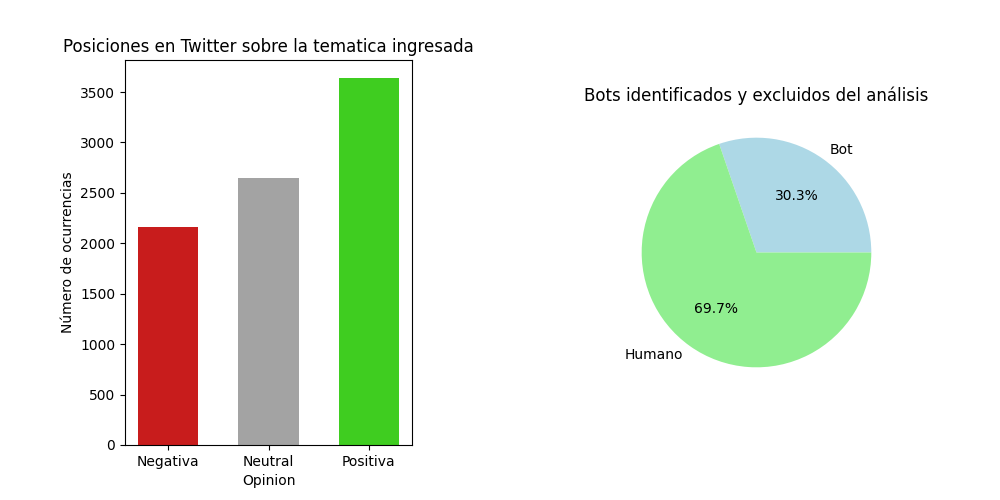 Posiciones en Twitter sobre la tematica ingresada
Número de ocurrencias
3500
3000
2500
2000
1500
1000
500
0
Negativa
Neutral
Positiva
Opinion
Bots identificados y excluidos del análisis
Bot
30.3%
69.7%
Humano